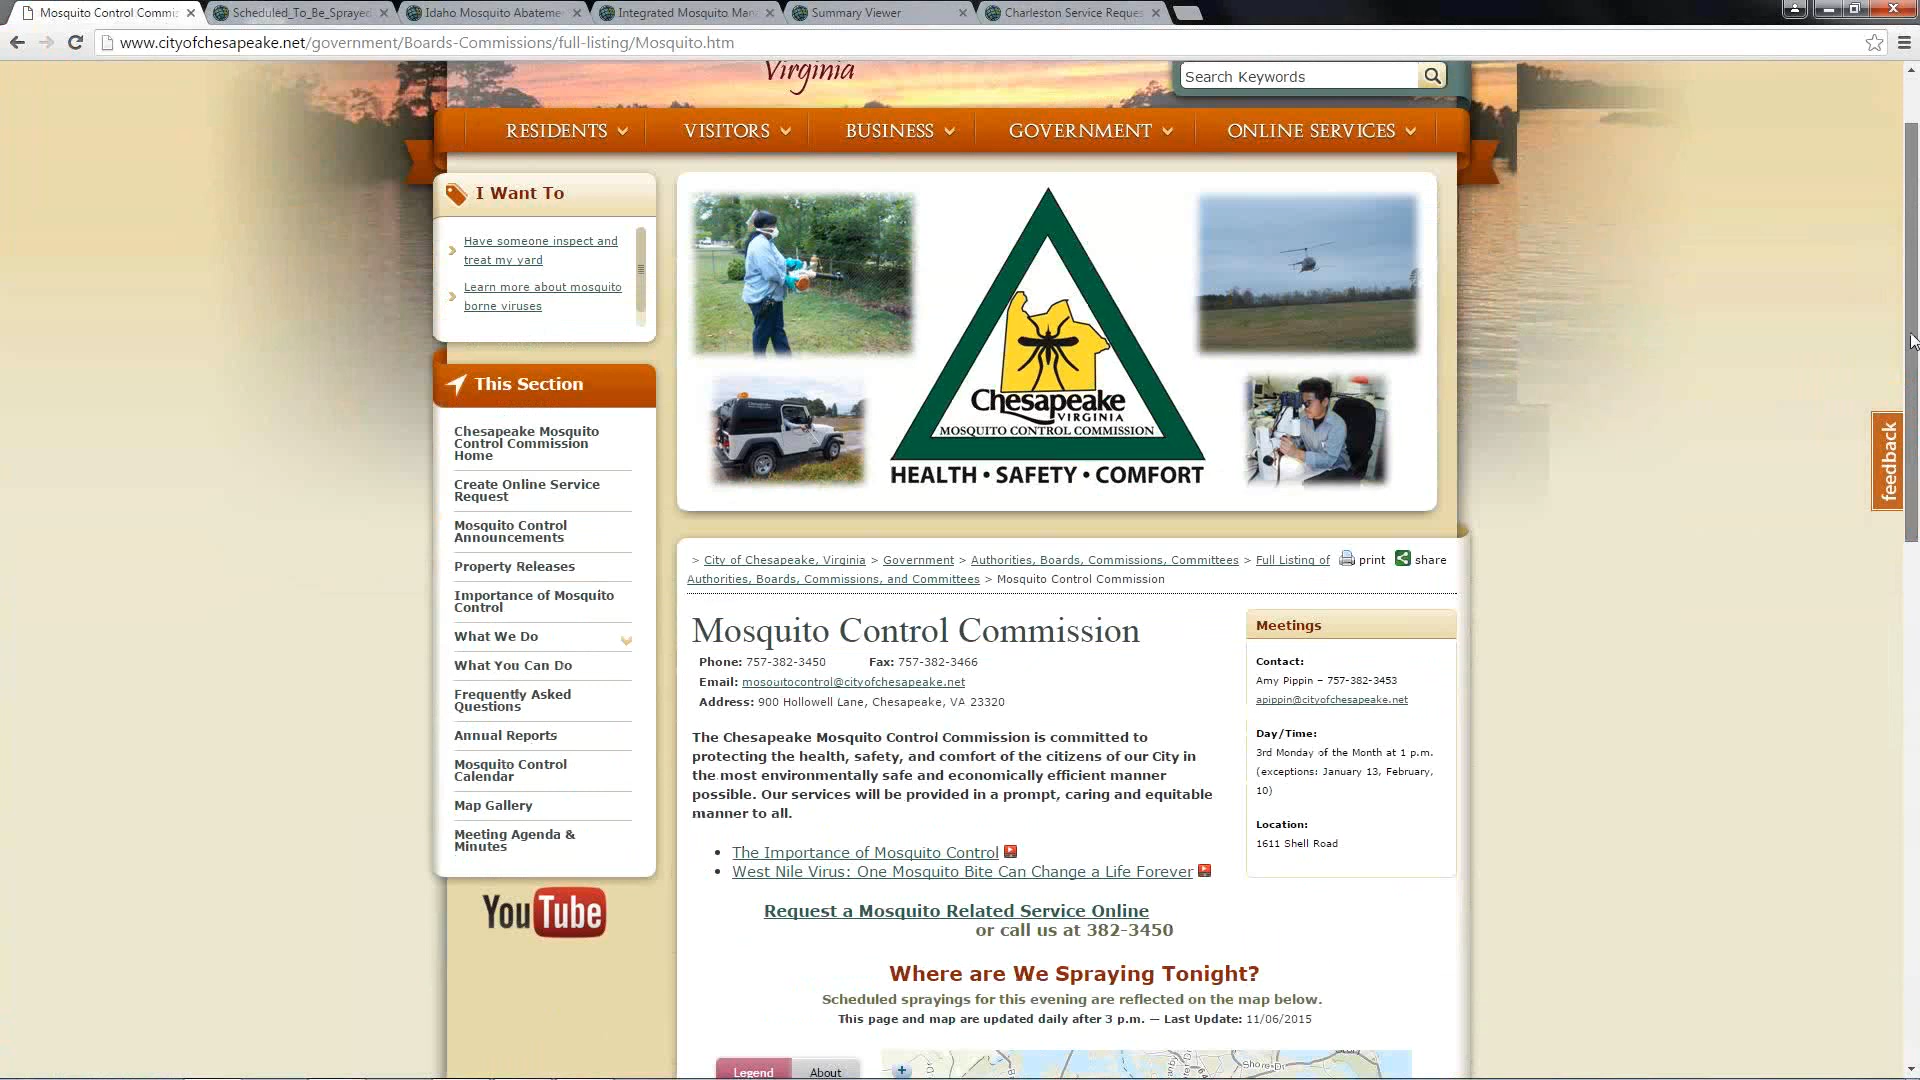 Mosquito Control Commis
Scheduled_To_Be_Sprayed
Idaho Mosquito Abateme
Integrated Mosquito Man
Summary Viewer
Charleston Service Reques
www.cityofchesapeake.net/government/Boards-Commissions/full-listing/Mosquito.htm
Virginia
Search Keywords
RESIDENTS
VISITORS
BUSINESS
GOVERNMENT
ONLINE SERVICES
I Want To
Have someone inspect and
treat my yard
Learn more about mosquito
borne viruses
Chesapeake
VIRGINIA
MOSQUITO CONTROL COMMISSION
HEALTH • SAFETY • COMFORT
This Section
Chesapeake Mosquito
Control Commission
Home
Create Online Service
Request
Mosquito Control
Announcements
Property Releases
Importance of Mosquito
Control
What We Do
What You Can Do
Frequently Asked
Questions
Annual Reports
Mosquito Control
Calendar
Map Gallery
Meeting Agenda &
Minutes
YouTube
feedback
> City of Chesapeake, Virginia > Government > Authorities, Boards, Commissions, Committees > Full Listing of
Authorities, Boards, Commissions, and Committees > Mosquito Control Commission
print
share
Mosquito Control Commission
Phone: 757-382-3450 Fax: 757-382-3466
Email: mosquitocontrol@cityofchesapeake.net
Address: 900 Hollowell Lane, Chesapeake, VA 23320
The Chesapeake Mosquito Control Commission is committed to
protecting the health, safety, and comfort of the citizens of our City in
the most environmentally safe and economically efficient manner
possible. Our services will be provided in a prompt, caring and equitable
manner to all.
Meetings
Contact:
Amy Pippin – 757-382-3453
apippin@cityofchesapeake.net
Day/Time:
3rd Monday of the Month at 1 p.m.
(exceptions: January 13, February,
10)
Location:
1611 Shell Road
• The Importance of Mosquito Control
• West Nile Virus: One Mosquito Bite Can Change a Life Forever
Request a Mosquito Related Service Online
or call us at 382-3450
Where are We Spraying Tonight?
Scheduled sprayings for this evening are reflected on the map below.
This page and map are updated daily after 3 p.m. — Last Update: 11/06/2015
Legend
About
Shore Dr